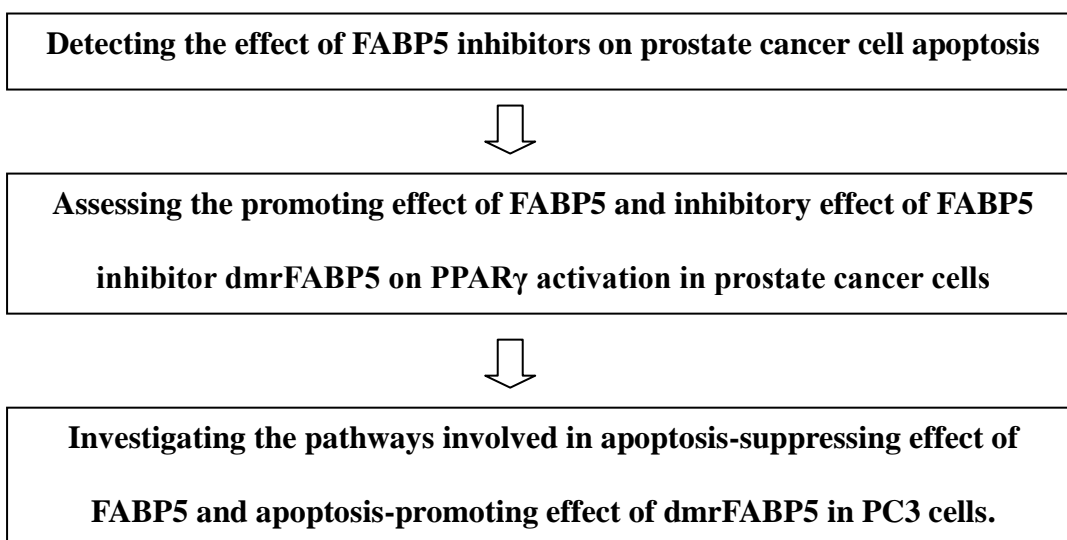 Detecting the effect of FABP5 inhibitors on prostate cancer cell apoptosis
Assessing the promoting effect of FABP5 and inhibitory effect of FABP5
inhibitor dmrFABP5 on PPARγ activation in prostate cancer cells
Investigating the pathways involved in apoptosis-suppressing effect of
FABP5 and apoptosis-promoting effect of dmrFABP5 in PC3 cells.